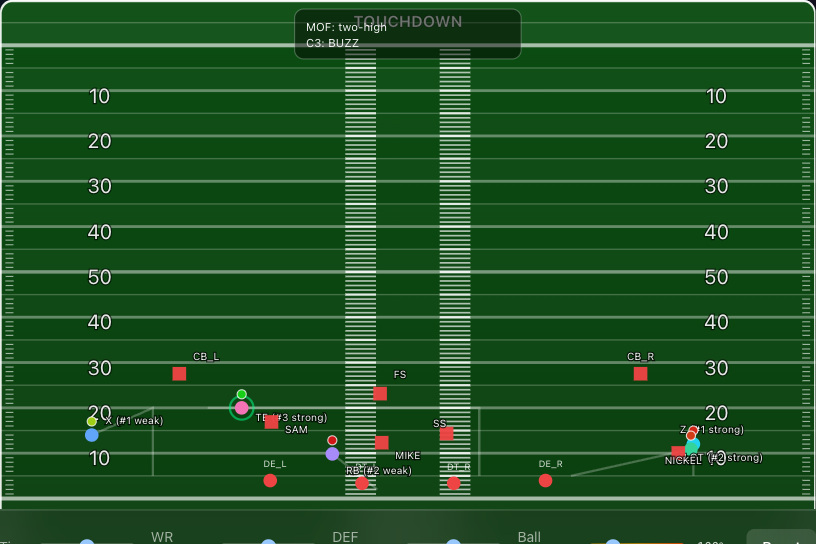 TOUCHDOWN
MOF: two-high
C3: BUZZ
10 10
20 20
30 30
40 40
50 50
40 40
CB_L CB_R
30 30
FS
20 20
TE (#3 strong)
X (#1 weak)
SS
SAM
Z (#1 strong)
MIKE
10 10
NICKEL
RB (#2 weak)
DE_L DT_R DE_R
WR DEF Ball
100%